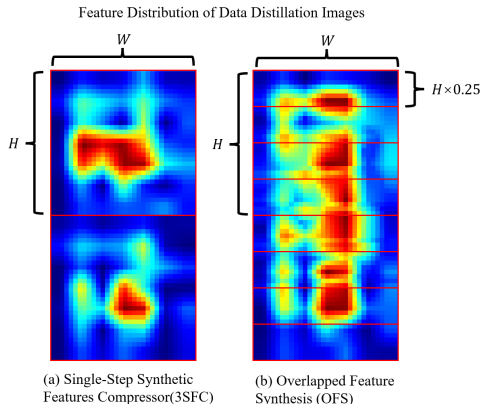 Feature Distribution of Data Distillation Images
W
W
H
H
H×0.25
(a) Single-Step Synthetic
Features Compressor(3SFC)
(b) Overlapped Feature
Synthesis (OFS)